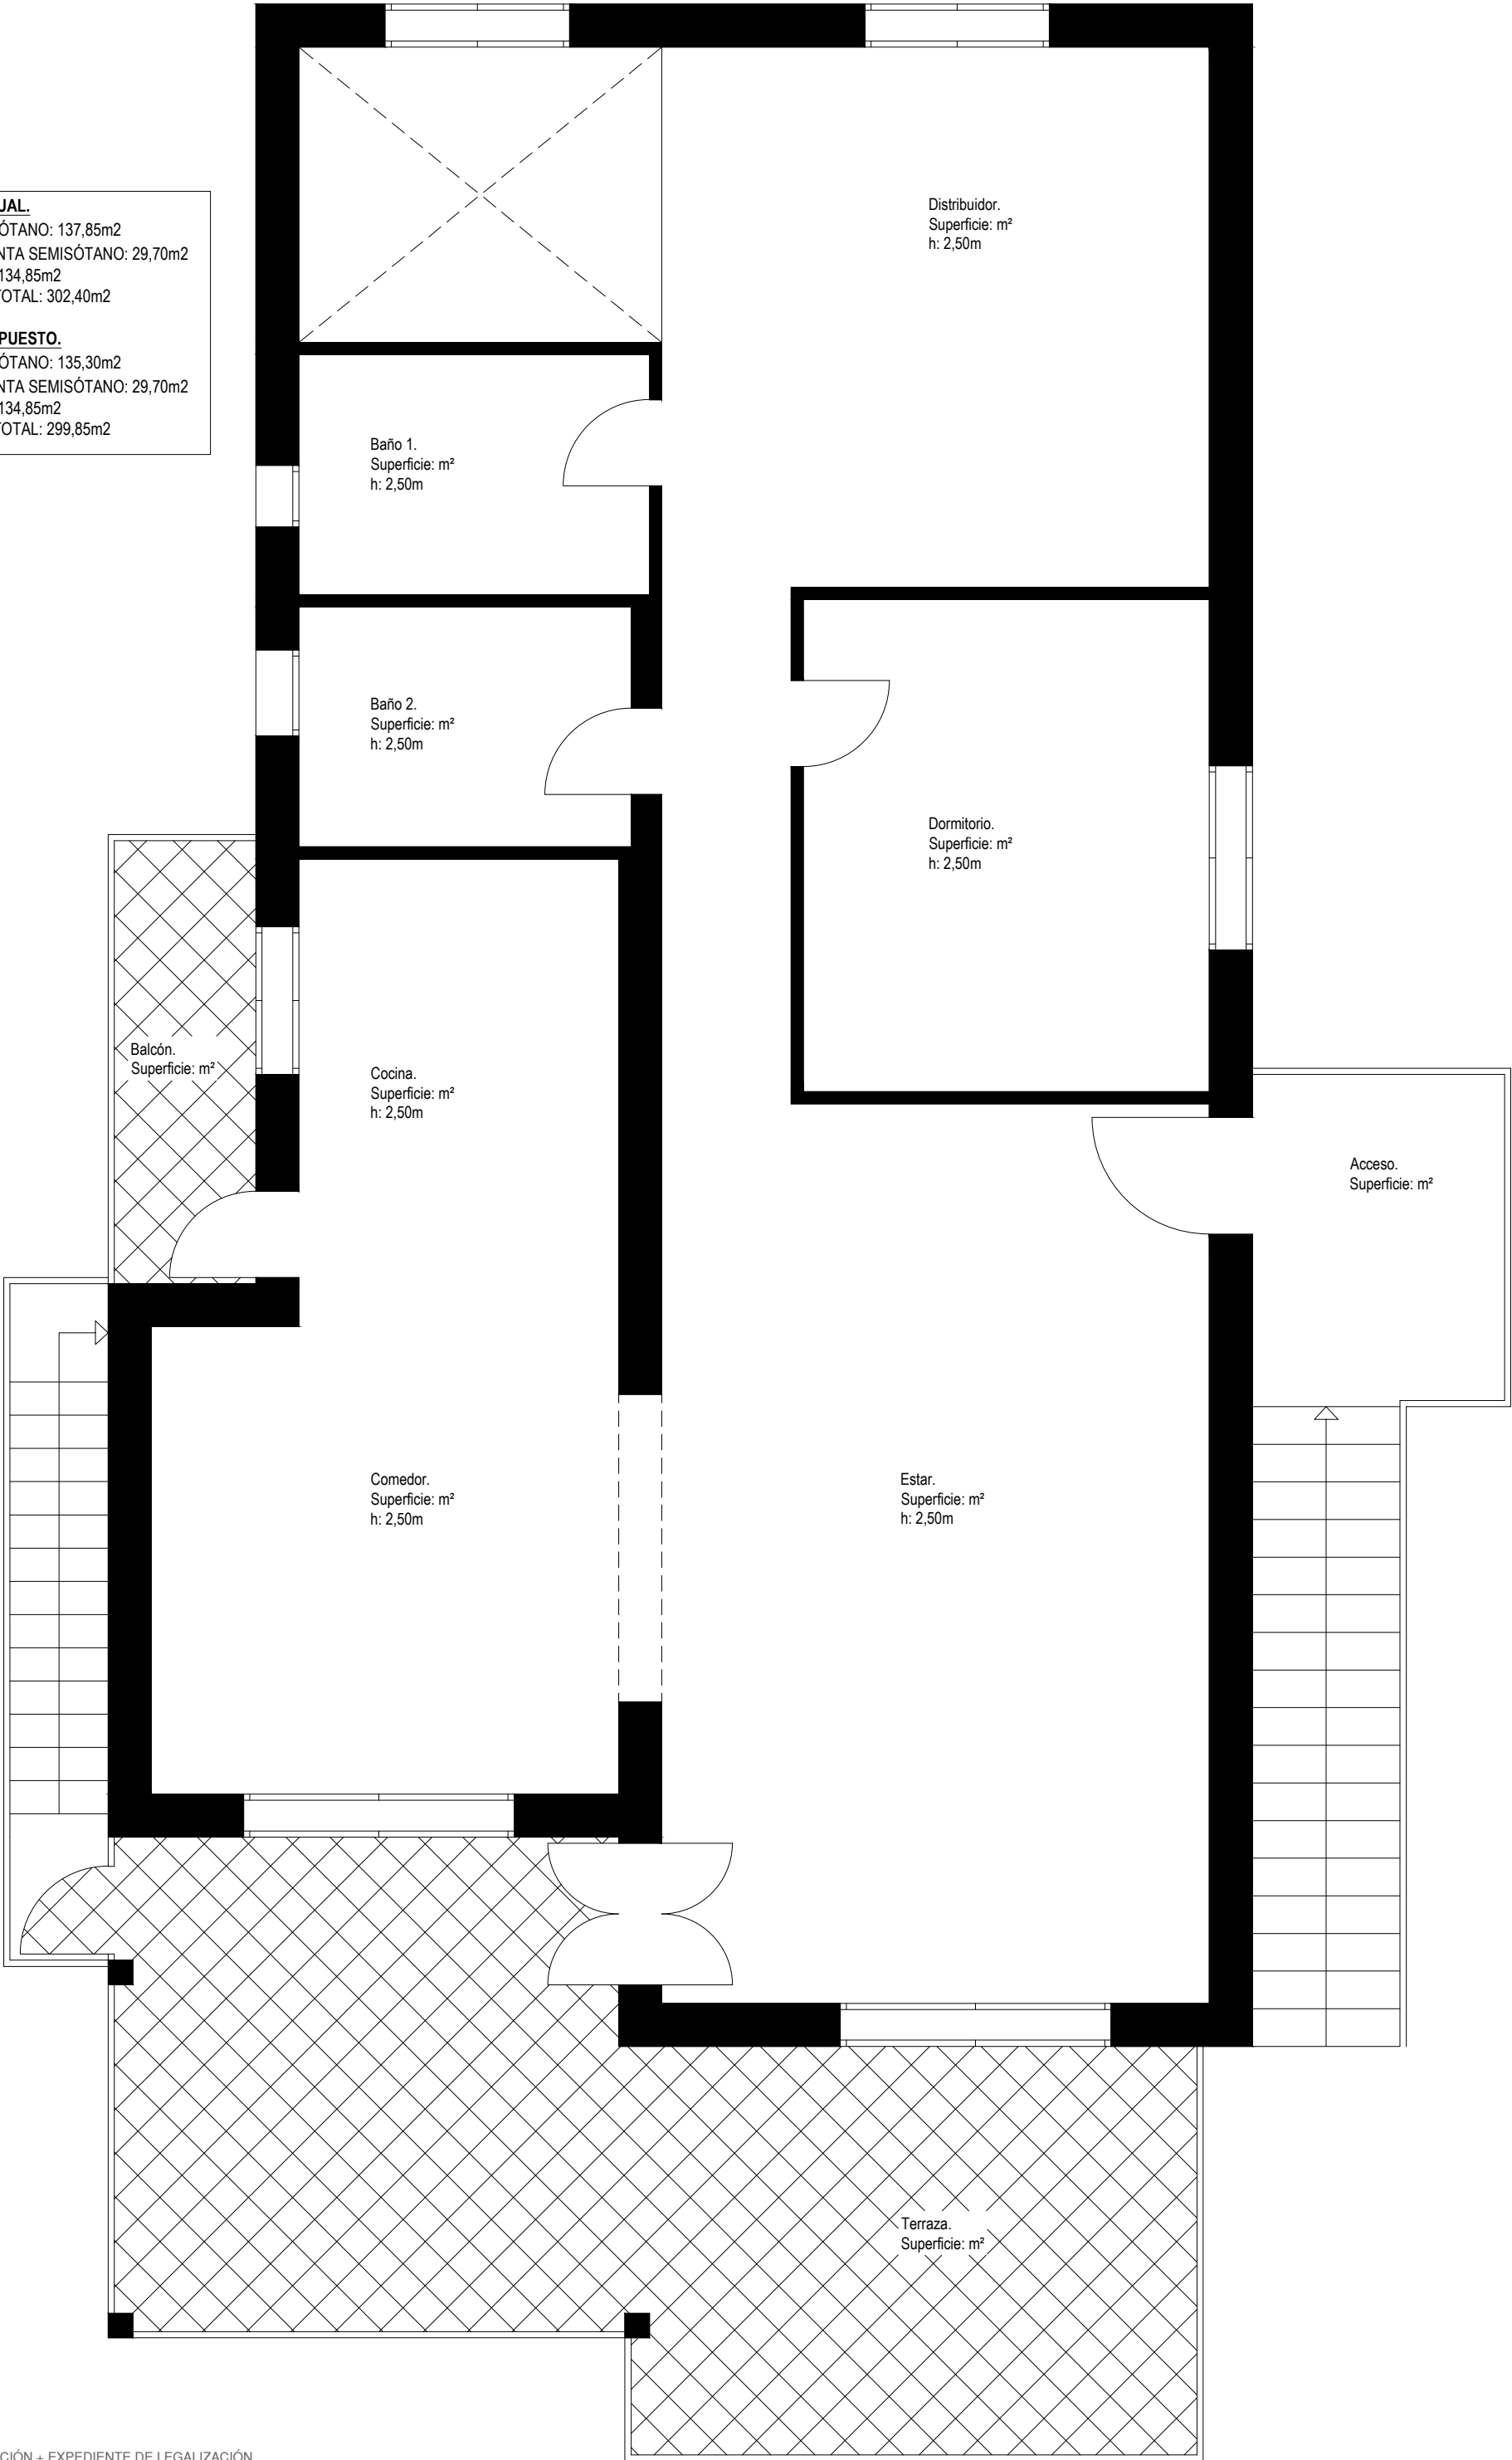 UAL.
ÓTANO: 137,85m2
NTA SEMISÓTANO: 29,70m2
134,85m2
TOTAL: 302,40m2
PUESTO.
ÓTANO: 135,30m2
NTA SEMISÓTANO: 29,70m2
134,85m2
TOTAL: 299,85m2
Distribuidor.
Superficie: m²
h: 2,50m
Baño 1.
Superficie: m²
h: 2,50m
Baño 2.
Superficie: m²
h: 2,50m
Dormitorio.
Superficie: m²
h: 2,50m
Balcón.
Superficie: m²
Cocina.
Superficie: m²
h: 2,50m
Acceso.
Superficie: m²
Comedor.
Superficie: m²
h: 2,50m
Estar.
Superficie: m²
h: 2,50m
Terraza.
Superficie: m²
CIÓN + EXPEDIENTE DE LEGALIZACIÓN